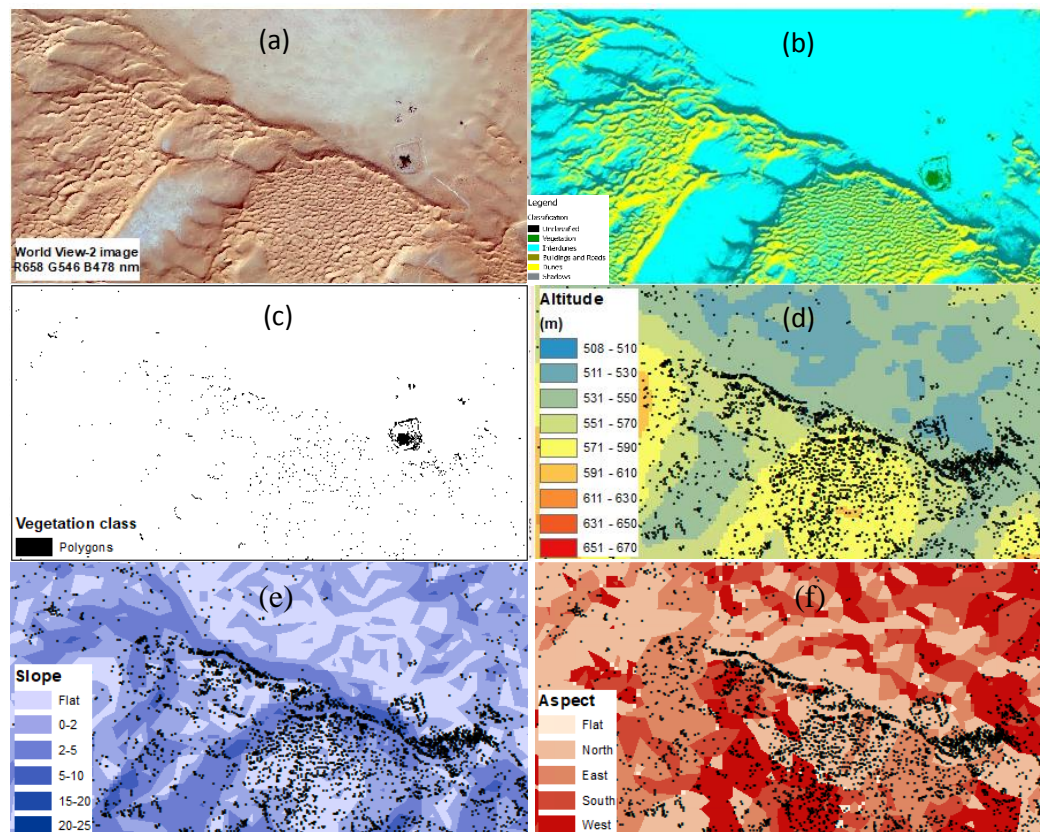 (a)
World View-2 image
R658 G546 B478 nm
(b)
Legend
Classification
Unclassified
Vegetation
Interdunes
Buildings and Roads
Dunes
Shadows
(c)
Vegetation class
Polygons
(d)
Altitude
(m)
508 - 510
511 - 530
531 - 550
551 - 570
571 - 590
591 - 610
611 - 630
631 - 650
651 - 670
(e)
Slope
Flat
0-2
2-5
5-10
15-20
20-25
(f)
Aspect
Flat
North
East
South
West